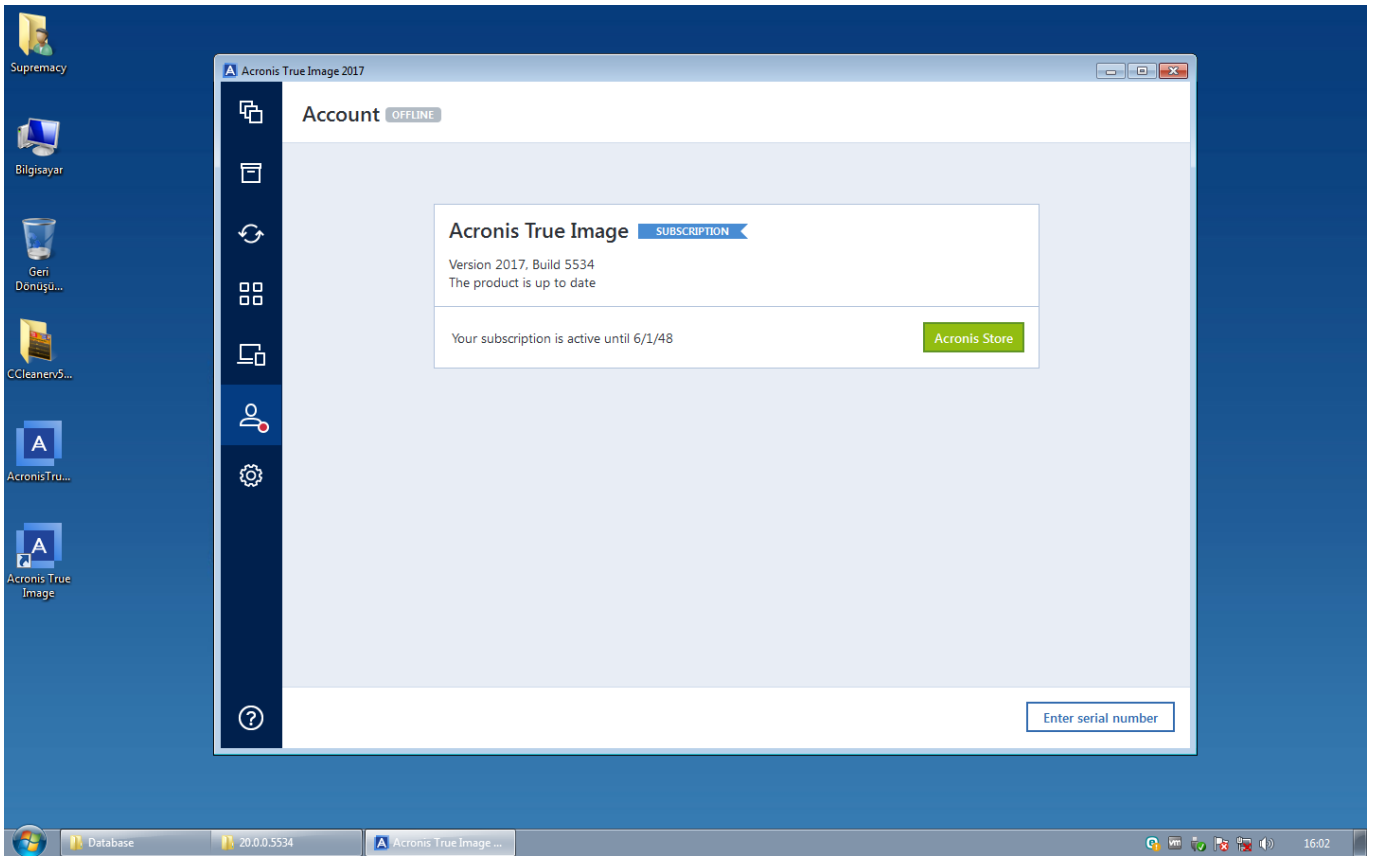 Supremacy
Bilgisayar
Geri
Dönüşü...
CCleanerv5...
AcronisTru...
Acronis True
Image
Acronis True Image 2017
Account OFFLINE
Acronis True Image SUBSCRIPTION
Version 2017, Build 5534
The product is up to date
Your subscription is active until 6/1/48
Acronis Store
Enter serial number
Database
20.0.0.5534
Acronis True Image ...
16:02